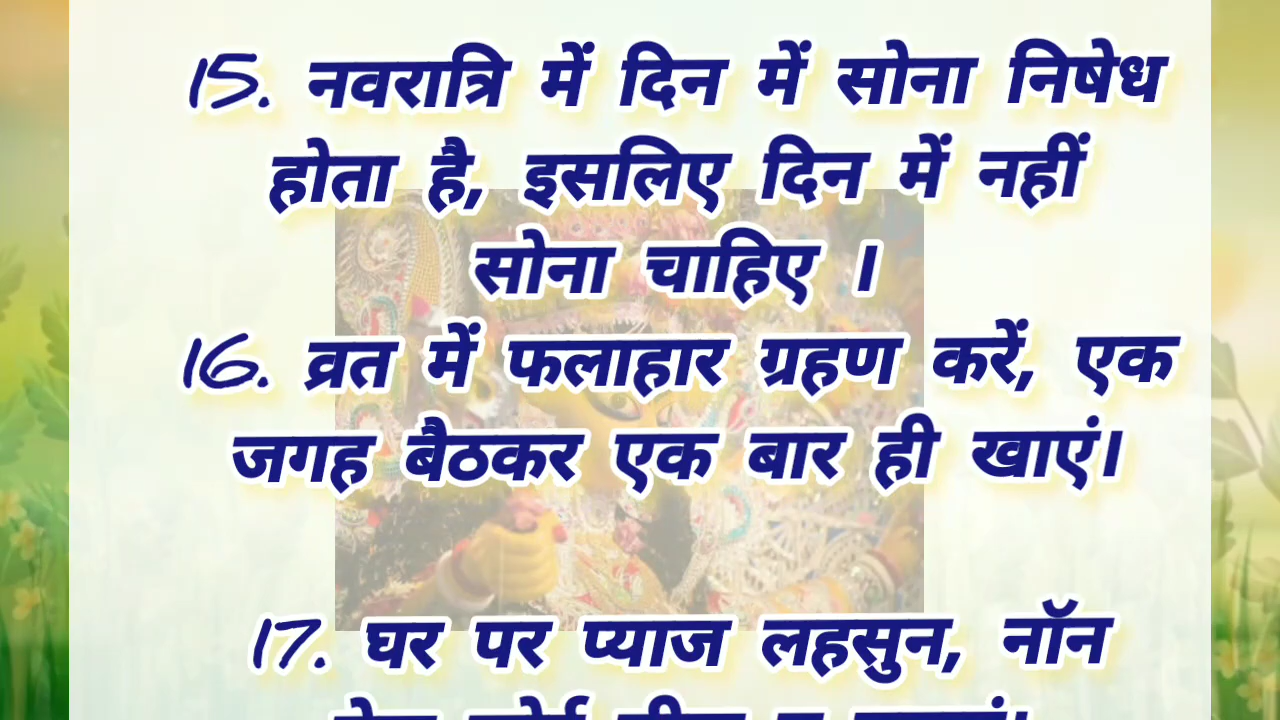 15. नवरात्रि में दिन में सोना निषेध
होता है, इसलिए दिन में नहीं
सोना चाहिए ।
16. व्रत में फलाहार ग्रहण करें, एक
जगह बैठकर एक बार ही खाएं।
17. घर पर प्याज लहसुन, नॉन